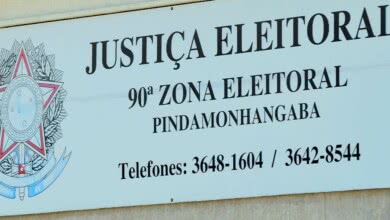 JUSTIÇA ELEITORAL
90ª ZONA ELEITORAL
PINDAMONHANGABA
Telefones: 3648-1604 / 3642-8544